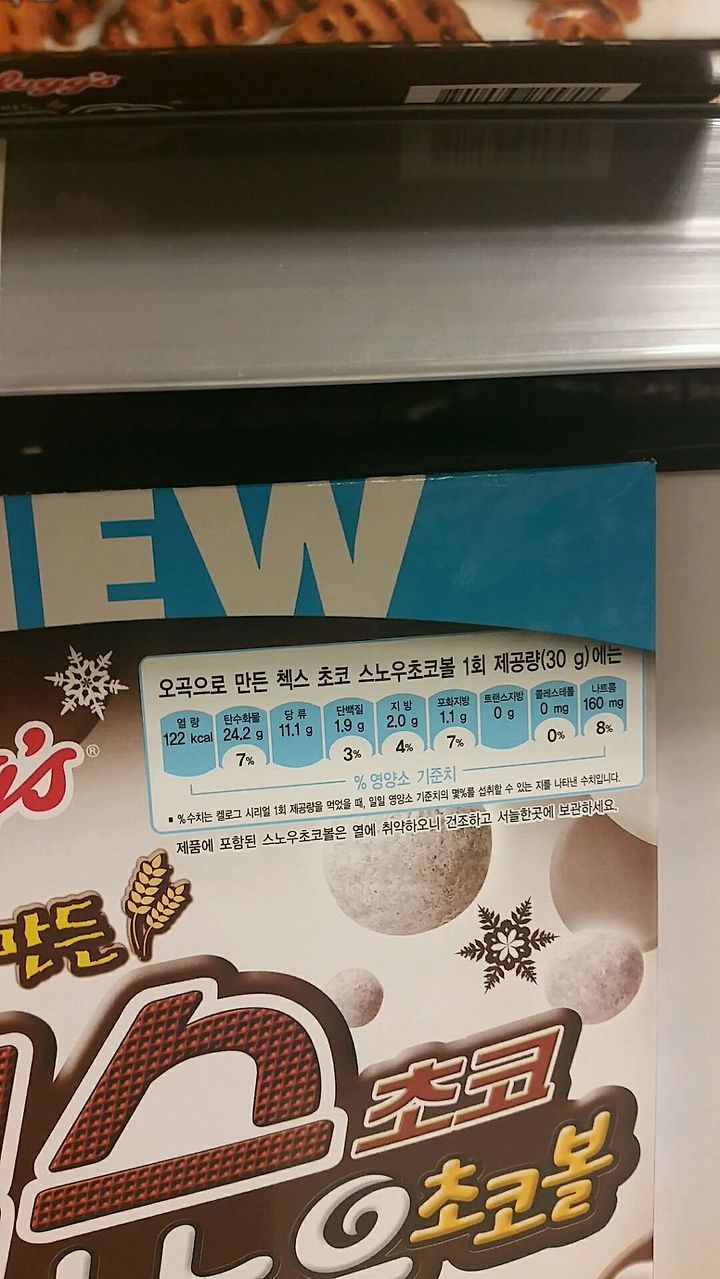 EW
오곡으로 만든 첵스 초코 스노우초코볼 1회 제공량(30 g)에는
열 량 탄수화물 당 류 단백질 지 방 포화지방 트랜스지방 콜레스테롤 나트륨
122 kcal 24.2 g 11.1 g 1.9 g 2.0 g 1.1 g 0 g 0 mg 160 mg
7% 3% 4% 7% 0% 8%
% 영양소 기준치
▪ %수치는 켈로그 시리얼 1회 제공량을 먹었을 때, 일일 영양소 기준치의 몇%를 섭취할 수 있는 지를 나타낸 수치입니다.
제품에 포함된 스노우초코볼은 열에 취약하오니 건조하고 서늘한곳에 보관하세요.
's®
만든
스 초코
우 초코볼